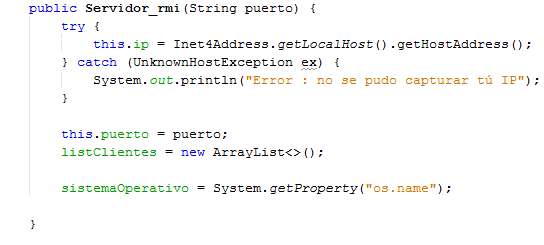 public Servidor_rmi(String puerto) {
try {
this.ip = Inet4Address.getLocalHost().getHostAddress();
} catch (UnknownHostException ex) {
System.out.println("Error : no se pudo capturar tú IP");
}
this.puerto = puerto;
listClientes = new ArrayList<>();
sistemaOperativo = System.getProperty("os.name");
}